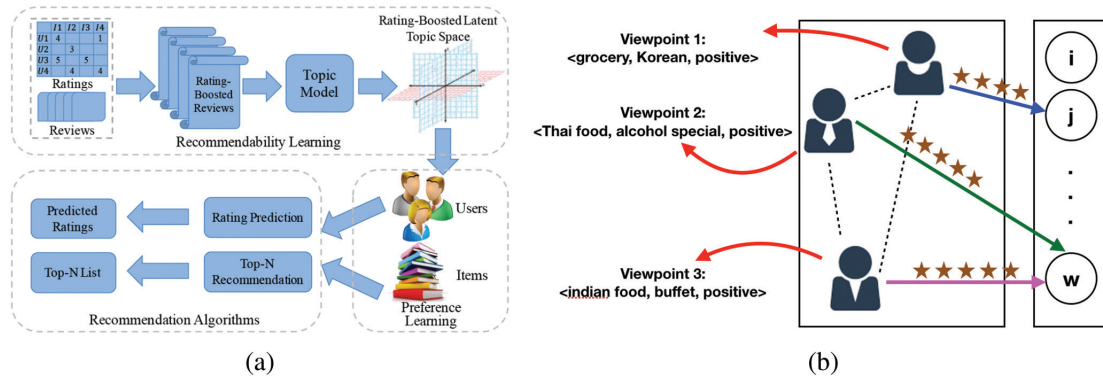 I1 I2 I3 I4
U1 4 1
U2 3
U3 5 5
U4 4 4
Ratings
Reviews
Rating-Boosted Reviews
Topic Model
Rating-Boosted Latent
Topic Space
Recommendability Learning
Predicted
Ratings
Rating Prediction
Users
Top-N List
Top-N
Recommendation
Items
Preference
Learning
Recommendation Algorithms
(a)
Viewpoint 1:
<grocery, Korean, positive>
Viewpoint 2:
<Thai food, alcohol special, positive>
Viewpoint 3:
<indian food, buffet, positive>
i
j
.
.
.
w
(b)